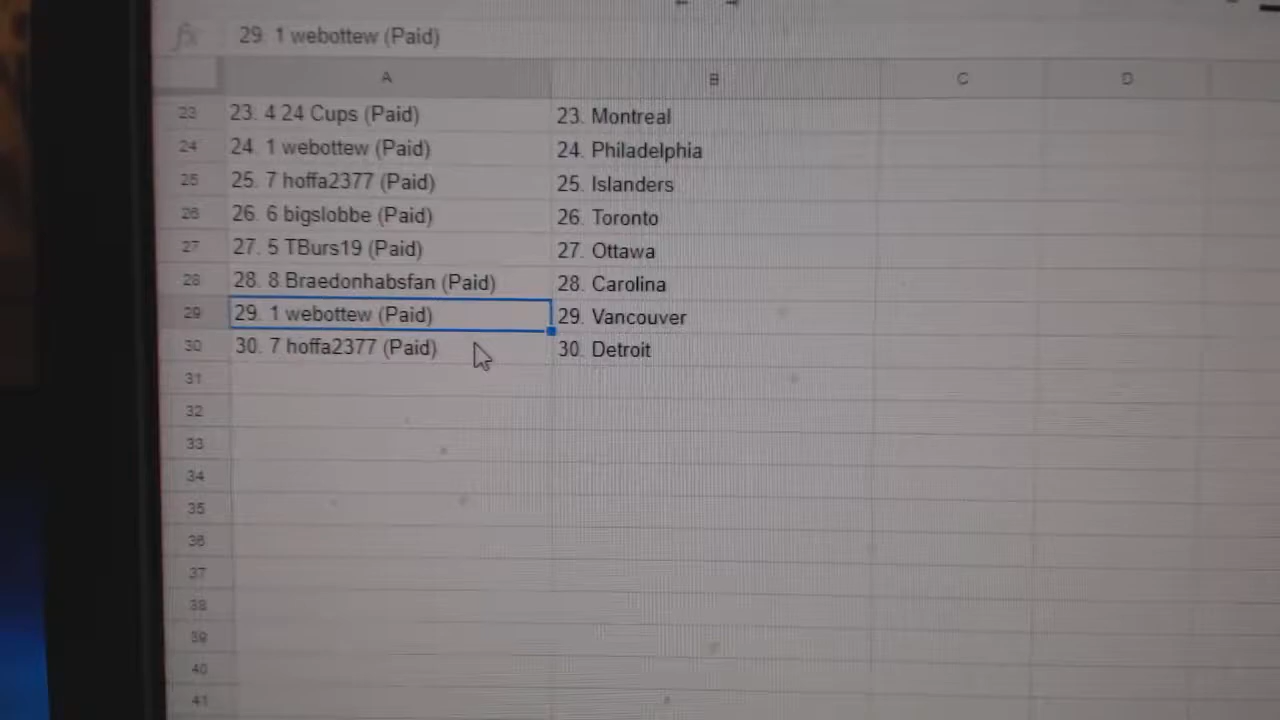 fx 29. 1 webottew (Paid)
A B C D
23 23. 4 24 Cups (Paid) 23. Montreal
24 24. 1 webottew (Paid) 24. Philadelphia
25 25. 7 hoffa2377 (Paid) 25. Islanders
26 26. 6 bigslobbe (Paid) 26. Toronto
27 27. 5 TBurs19 (Paid) 27. Ottawa
28 28. 8 Braedonhabsfan (Paid) 28. Carolina
29 29. 1 webottew (Paid) 29. Vancouver
30 30. 7 hoffa2377 (Paid) 30. Detroit
31
32
33
34
35
36
37
38
39
40
41